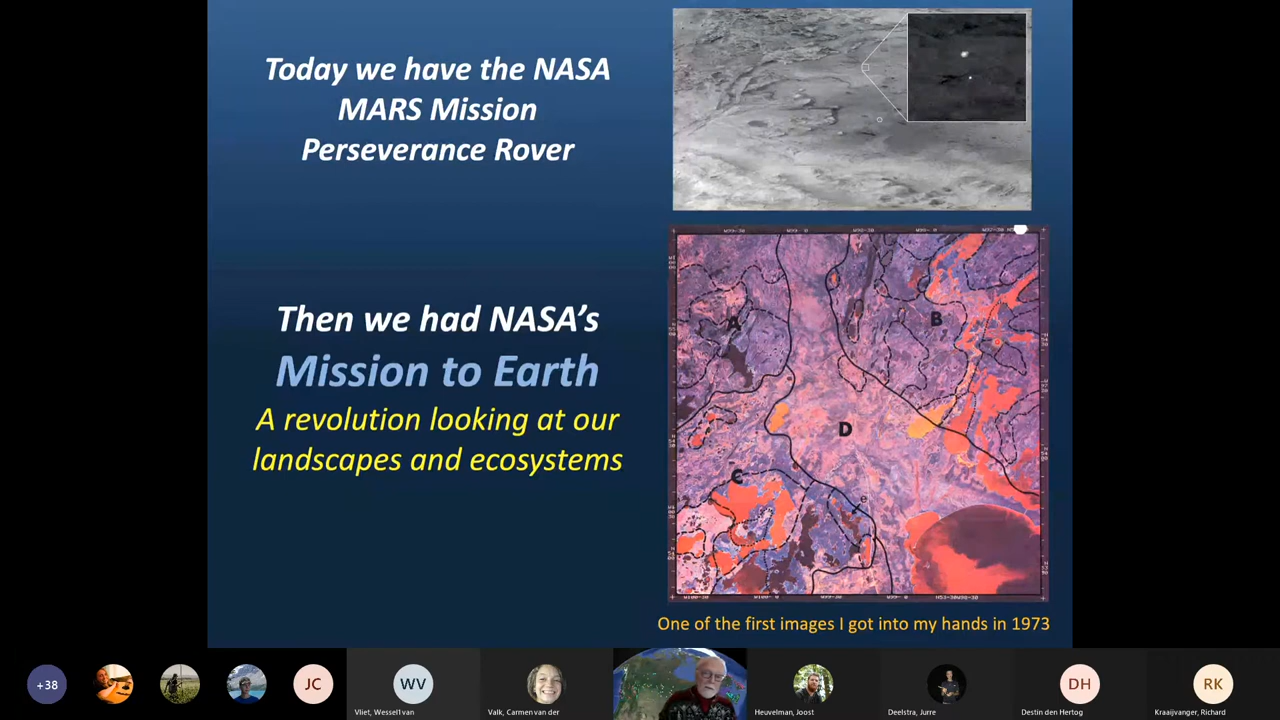 Today we have the NASA
MARS Mission
Perseverance Rover
Then we had NASA's
Mission to Earth
A revolution looking at our
landscapes and ecosystems
A
B
D
C
e
One of the first images I got into my hands in 1973
+38
JC
WV
DH
RK
Vliet, Wessel1van
Valk, Carmen van der
Heuvelman, Joost
Deelstra, Jurre
Destin den Hertog
Kraaijvanger, Richard